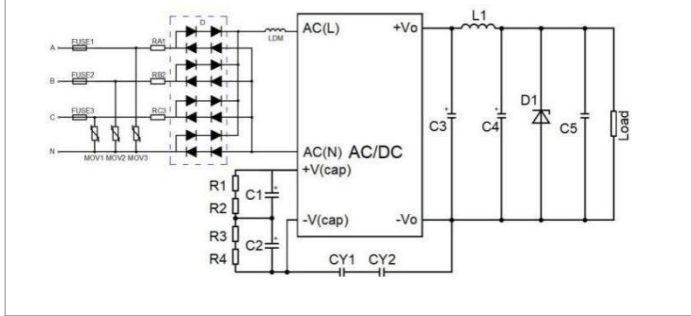 D
L1
FUSE1
RA1
LDM
AC(L)
+Vo
A
FUSE2
RB2
B
FUSE3
RC3
D1
C
C3
C4
C5
Load
N
MOV1 MOV2 MOV3
AC(N) AC/DC
+V(cap)
R1
C1
R2
-V(cap)
-Vo
R3
C2
R4
CY1 CY2